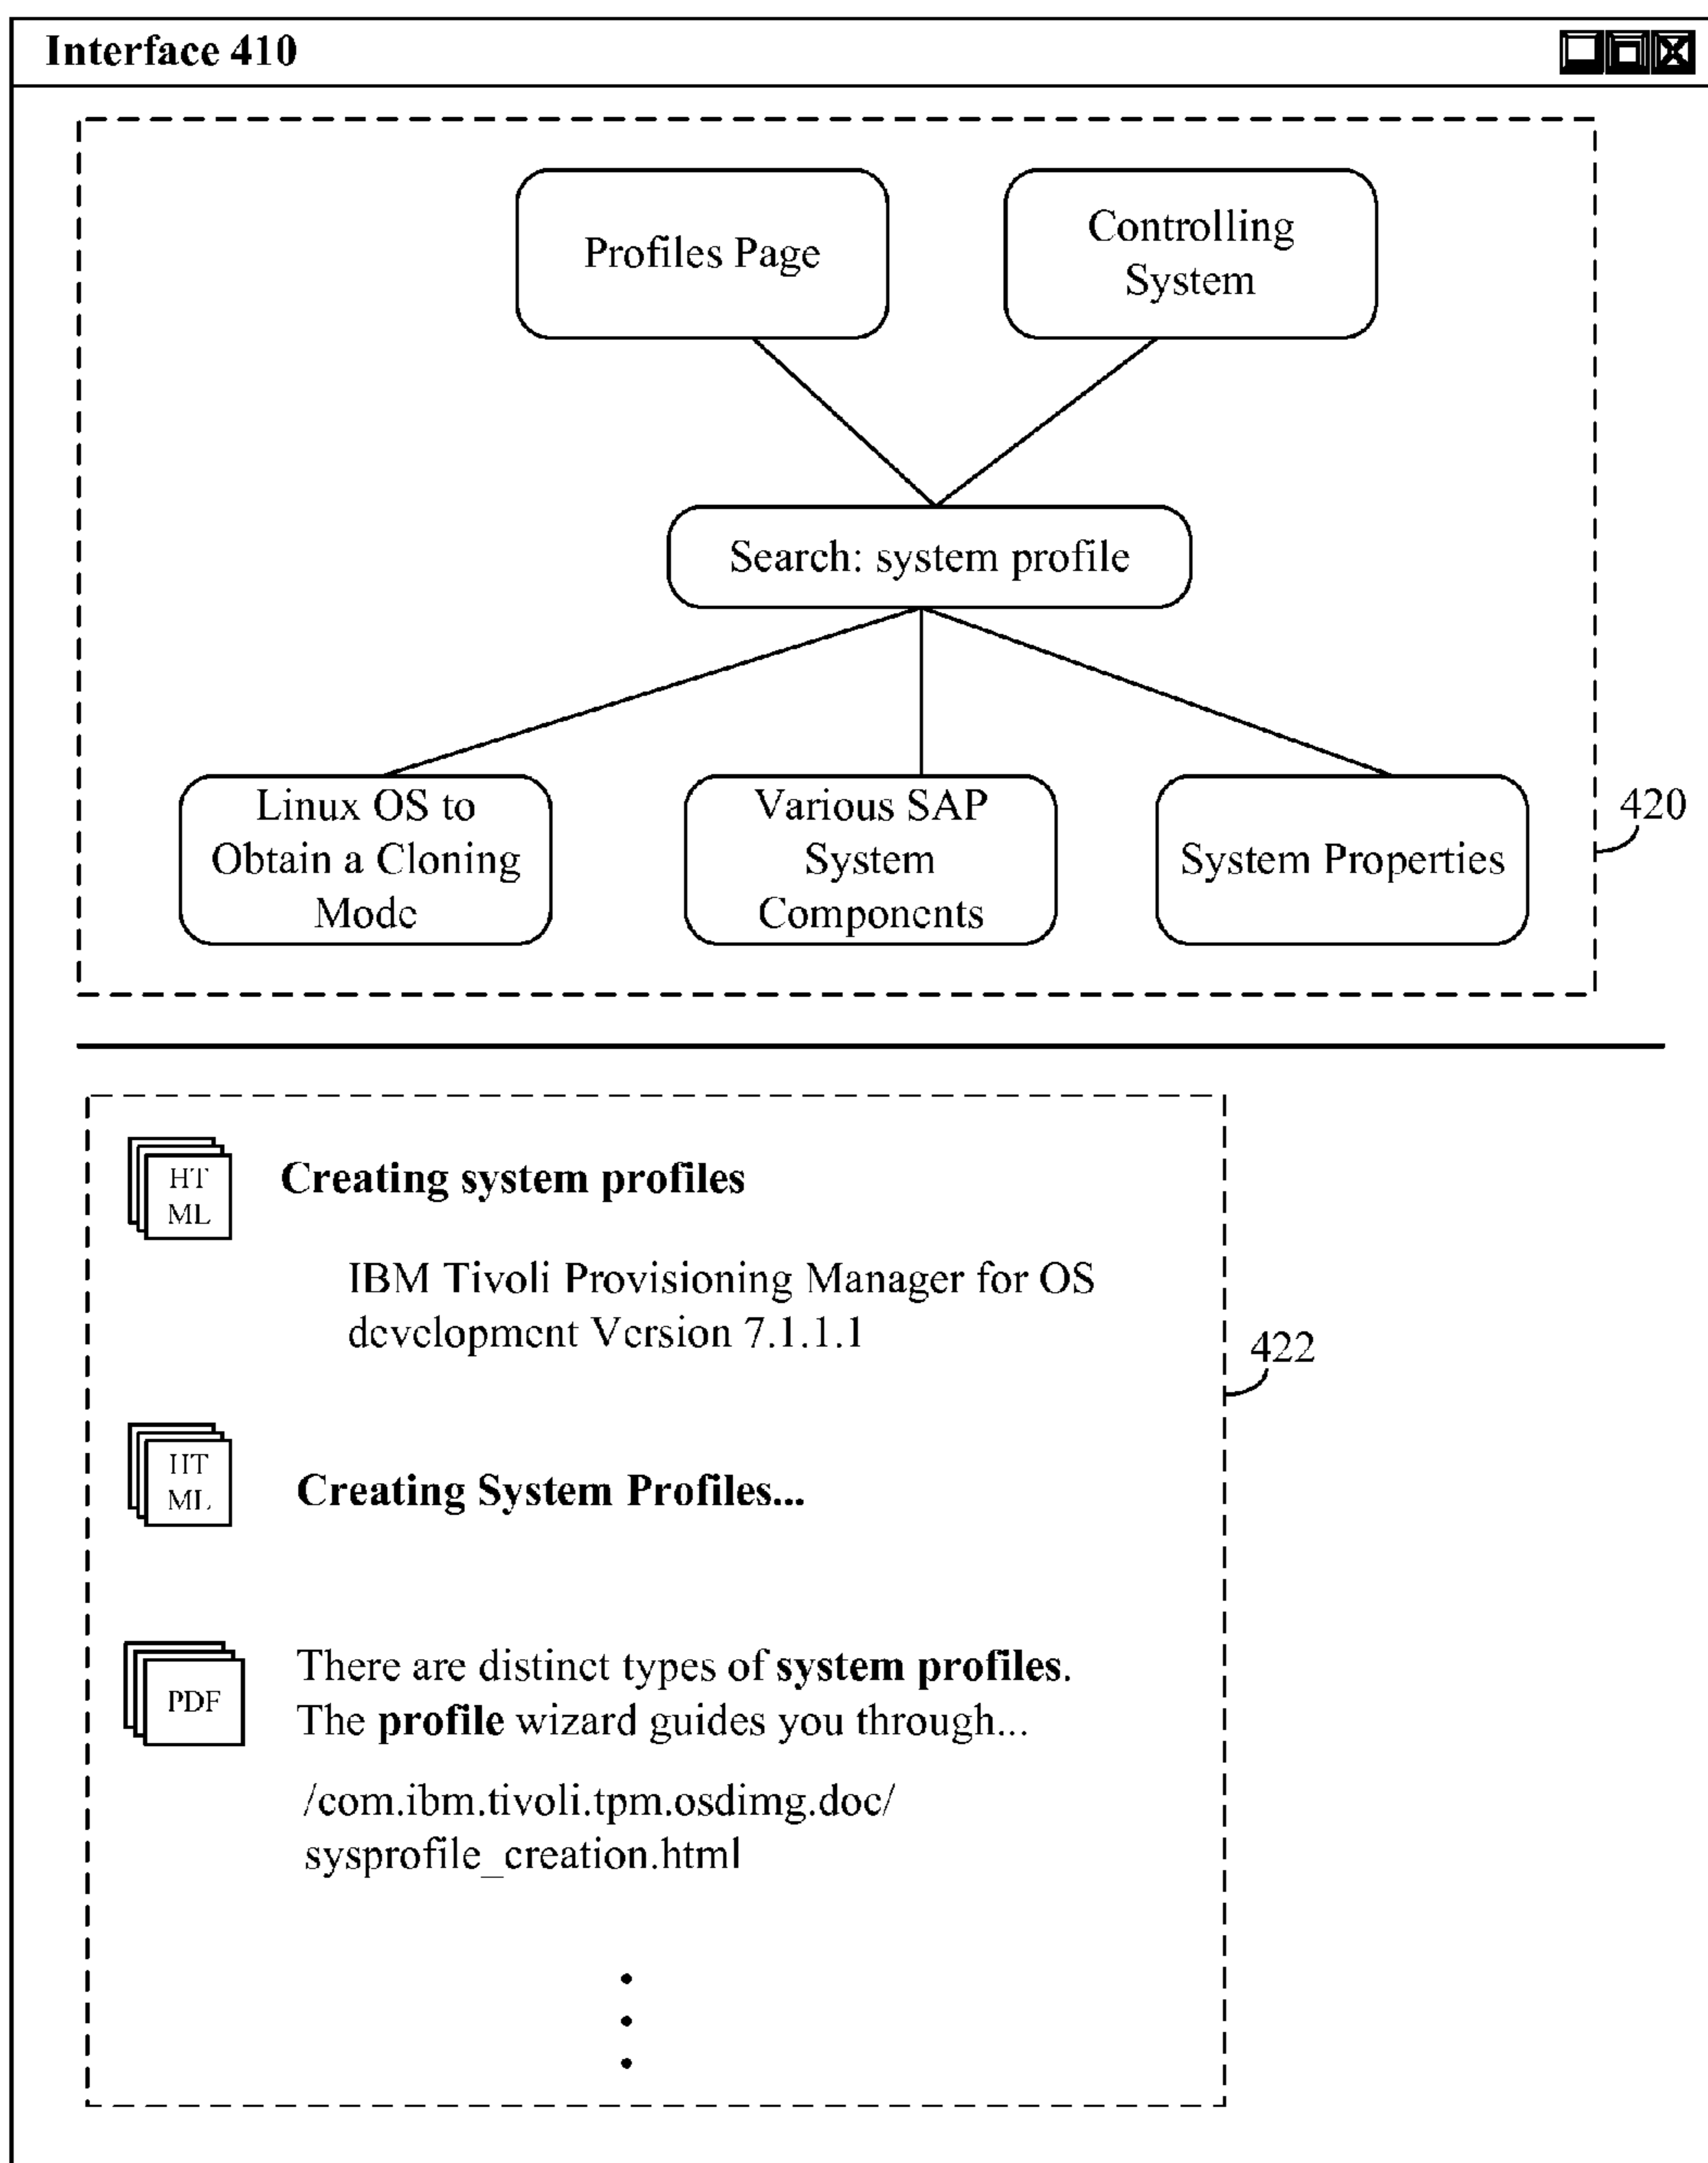 Interface 410
Profiles Page
Controlling
System
Search: system profile
Linux OS to
Obtain a Cloning
Mode
Various SAP
System
Components
System Properties
420
HT
ML
Creating system profiles
IBM Tivoli Provisioning Manager for OS
development Version 7.1.1.1
422
HT
ML
Creating System Profiles...
PDF
There are distinct types of system profiles.
The profile wizard guides you through...
/com.ibm.tivoli.tpm.osdimg.doc/
sysprofile_creation.html